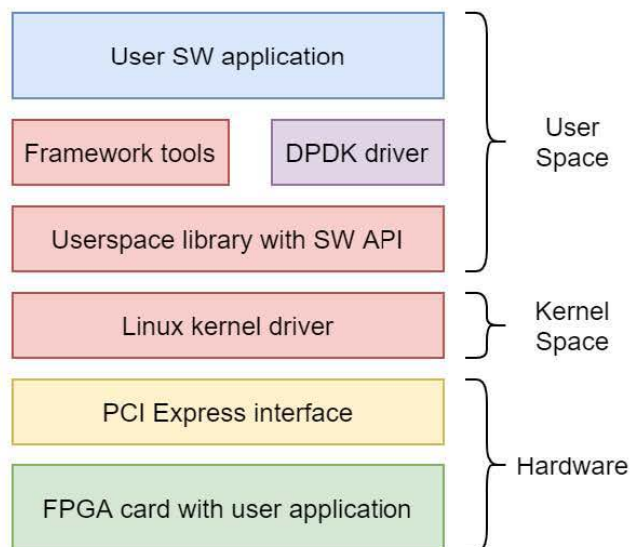 User SW application
User
Space
Framework tools
DPDK driver
Userspace library with SW API
Linux kernel driver
Kernel
Space
PCI Express interface
Hardware
FPGA card with user application